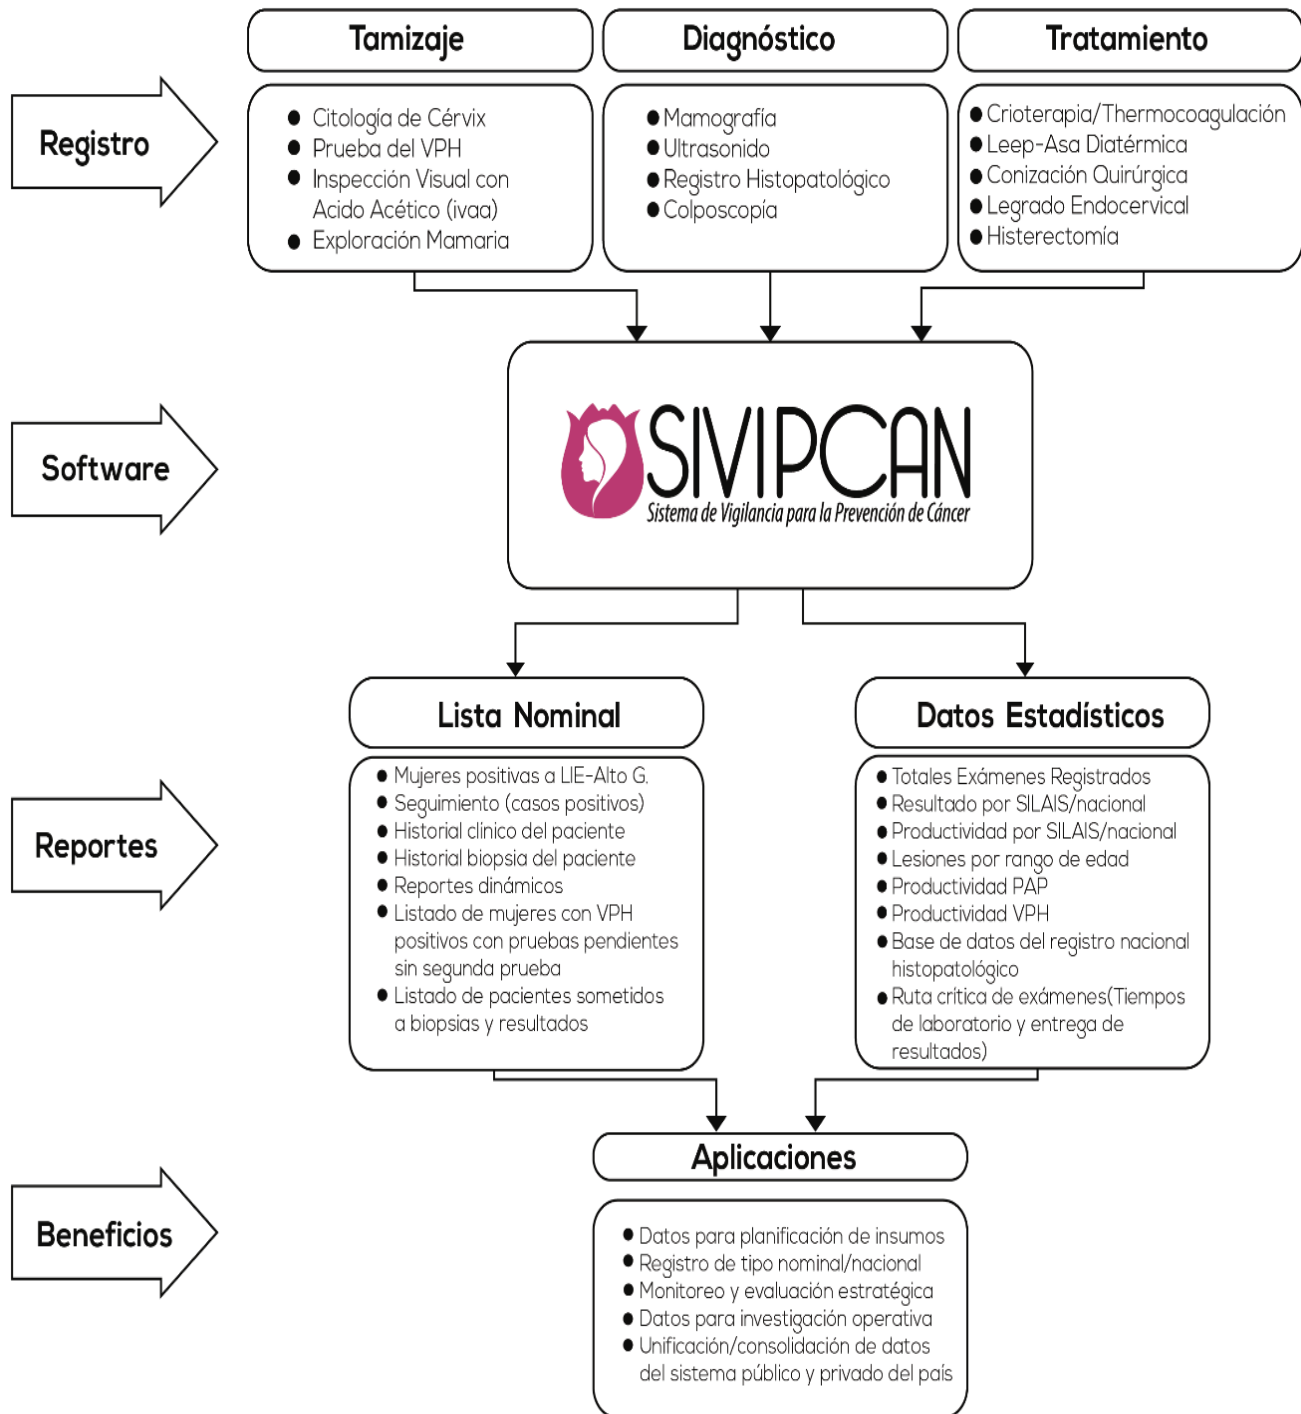 Tamizaje
Diagnóstico
Tratamiento
Registro
● Citología de Cérvix
● Prueba del VPH
● Inspección Visual con
Acido Acético (ivaa)
● Exploración Mamaria
● Mamografía
● Ultrasonido
● Registro Histopatológico
● Colposcopía
● Crioterapia/Thermocoagulación
● Leep-Asa Diatérmica
● Conización Quirúrgica
● Legrado Endocervical
● Histerectomía
Software
SIVIPCAN
Sistema de Vigilancia para la Prevención de Cáncer
Reportes
Lista Nominal
● Mujeres positivas a LIE-Alto G.
● Seguimiento (casos positivos)
● Historial clínico del paciente
● Historial biopsia del paciente
● Reportes dinámicos
● Listado de mujeres con VPH
positivos con pruebas pendientes
sin segunda prueba
● Listado de pacientes sometidos
a biopsias y resultados
Datos Estadísticos
● Totales Exámenes Registrados
● Resultado por SILAIS/nacional
● Productividad por SILAIS/nacional
● Lesiones por rango de edad
● Productividad PAP
● Productividad VPH
● Base de datos del registro nacional
histopatológico
● Ruta crítica de exámenes(Tiempos
de laboratorio y entrega de
resultados)
Beneficios
Aplicaciones
● Datos para planificación de insumos
● Registro de tipo nominal/nacional
● Monitoreo y evaluación estratégica
● Datos para investigación operativa
● Unificación/consolidación de datos
del sistema público y privado del país